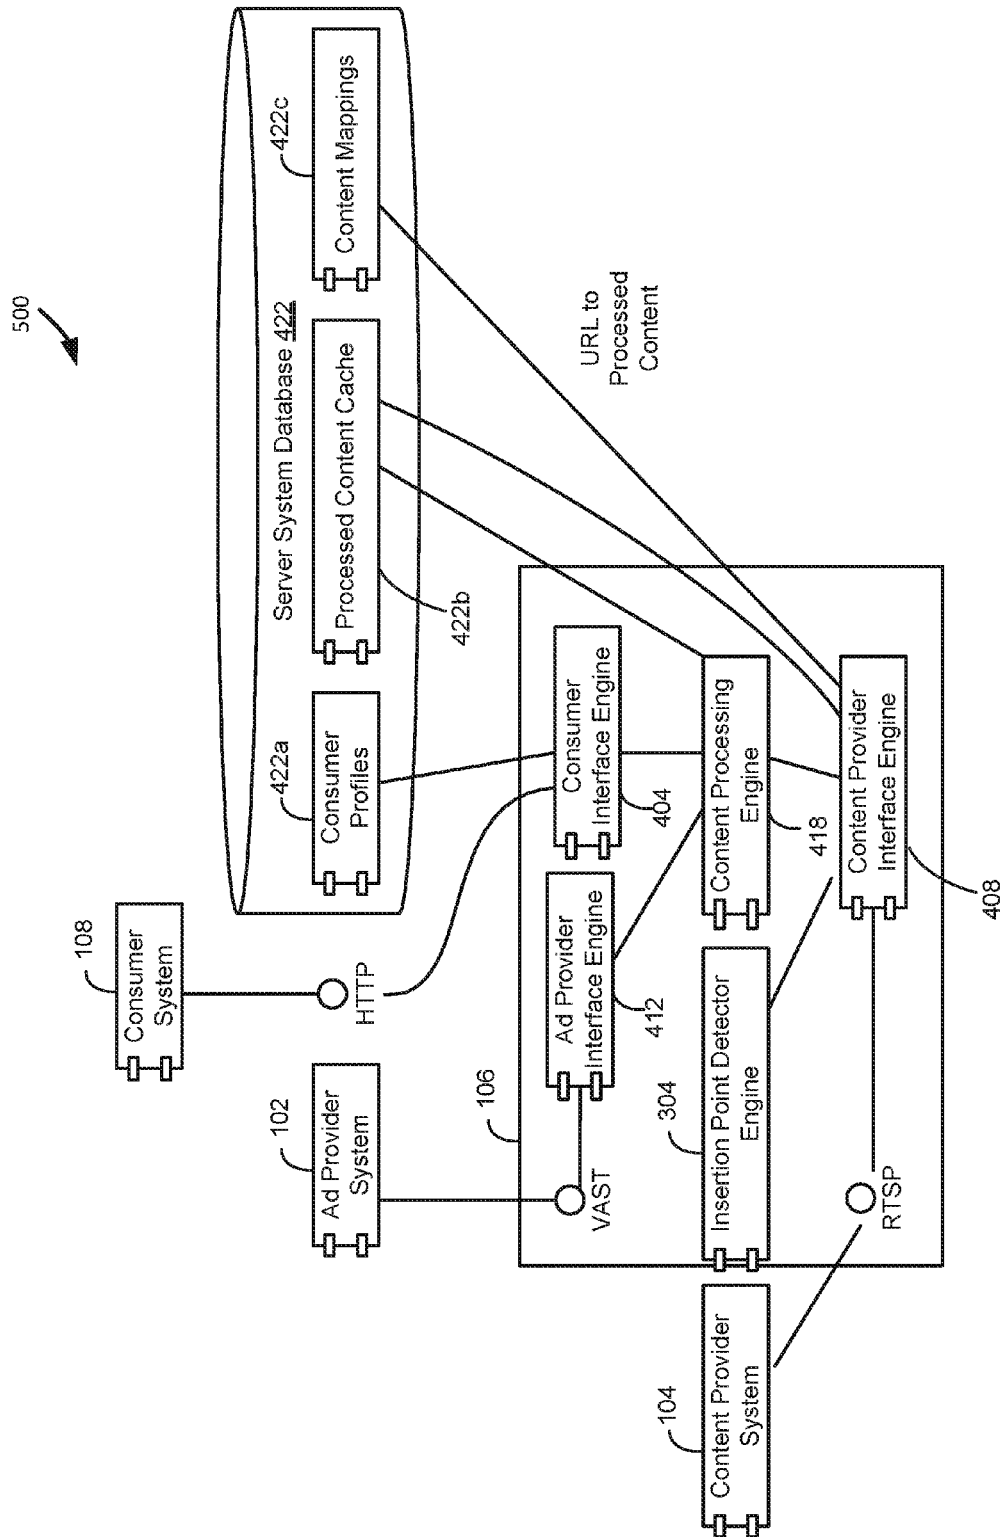 500
108
Consumer
System
HTTP
102
Ad Provider
System
VAST
Server System Database 422
422a
Consumer
Profiles
Processed Content Cache
422b
422c
Content Mappings
106
Ad Provider
Interface Engine
412
Consumer
Interface Engine
404
304
Insertion Point Detector
Engine
Content Processing
Engine
418
Content Provider
Interface Engine
408
URL to
Processed
Content
104
Content Provider
System
RTSP